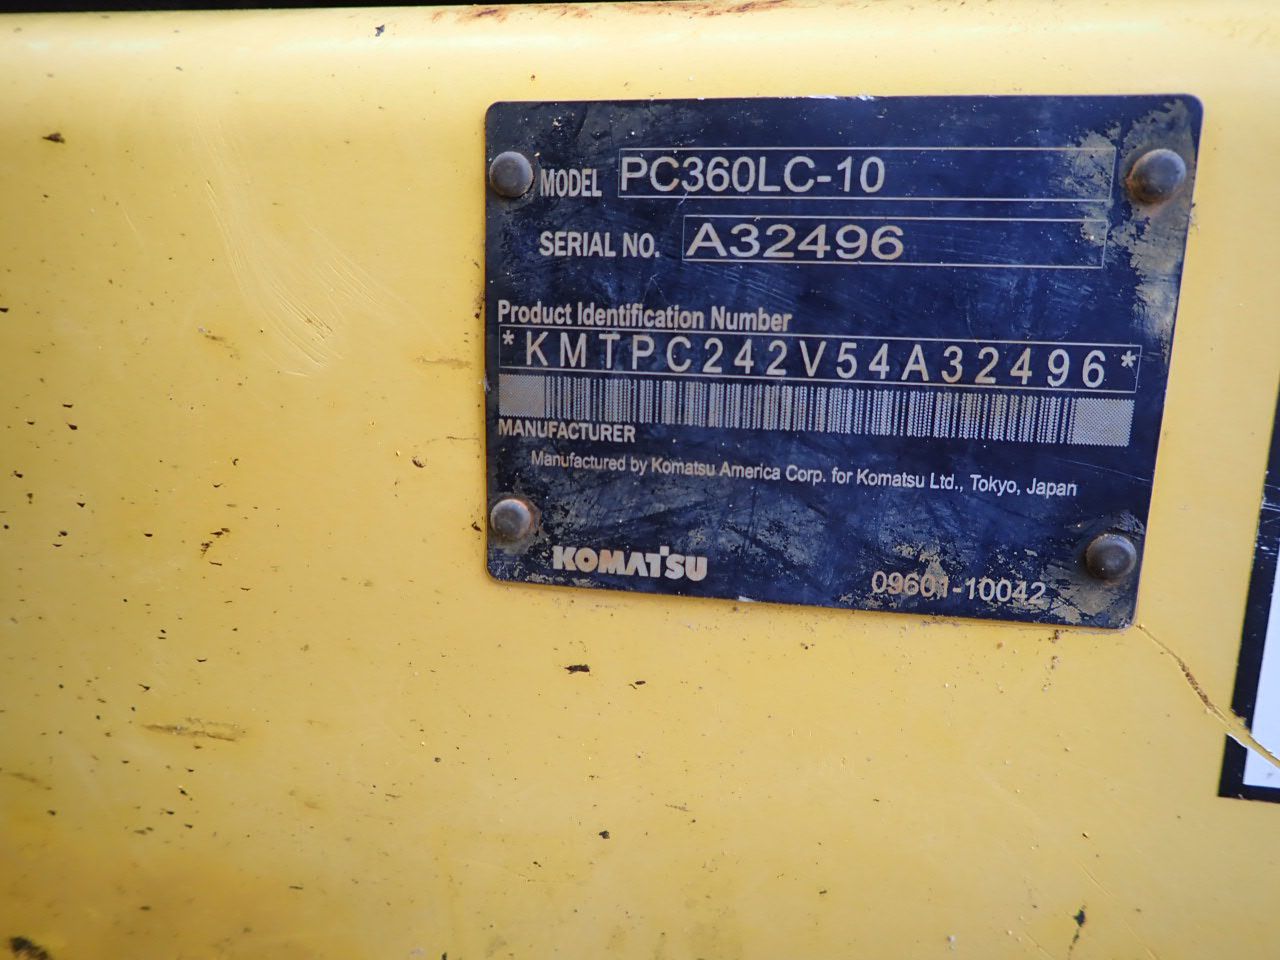 MODEL PC360LC-10
SERIAL NO. A32496
Product Identification Number
*KMTPC242V54A32496*
MANUFACTURER
Manufactured by Komatsu America Corp. for Komatsu Ltd., Tokyo, Japan
KOMATSU 09601-10042